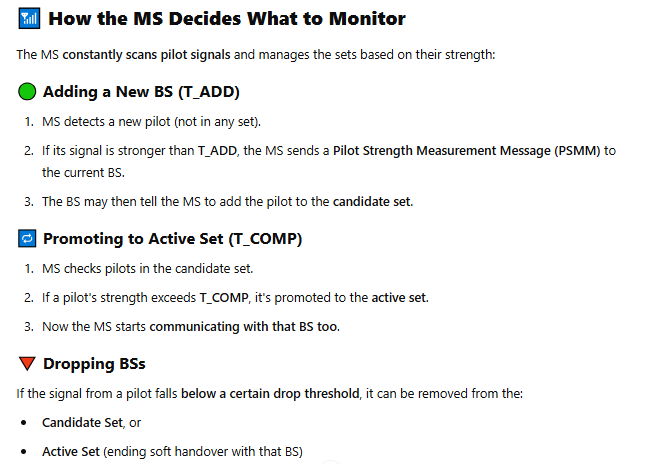 How the MS Decides What to Monitor
The MS constantly scans pilot signals and manages the sets based on their strength:
Adding a New BS (T_ADD)
1. MS detects a new pilot (not in any set).
2. If its signal is stronger than T_ADD, the MS sends a Pilot Strength Measurement Message (PSMM) to
the current BS.
3. The BS may then tell the MS to add the pilot to the candidate set.
Promoting to Active Set (T_COMP)
1. MS checks pilots in the candidate set.
2. If a pilot's strength exceeds T_COMP, it's promoted to the active set.
3. Now the MS starts communicating with that BS too.
Dropping BSs
If the signal from a pilot falls below a certain drop threshold, it can be removed from the:
• Candidate Set, or
• Active Set (ending soft handover with that BS)